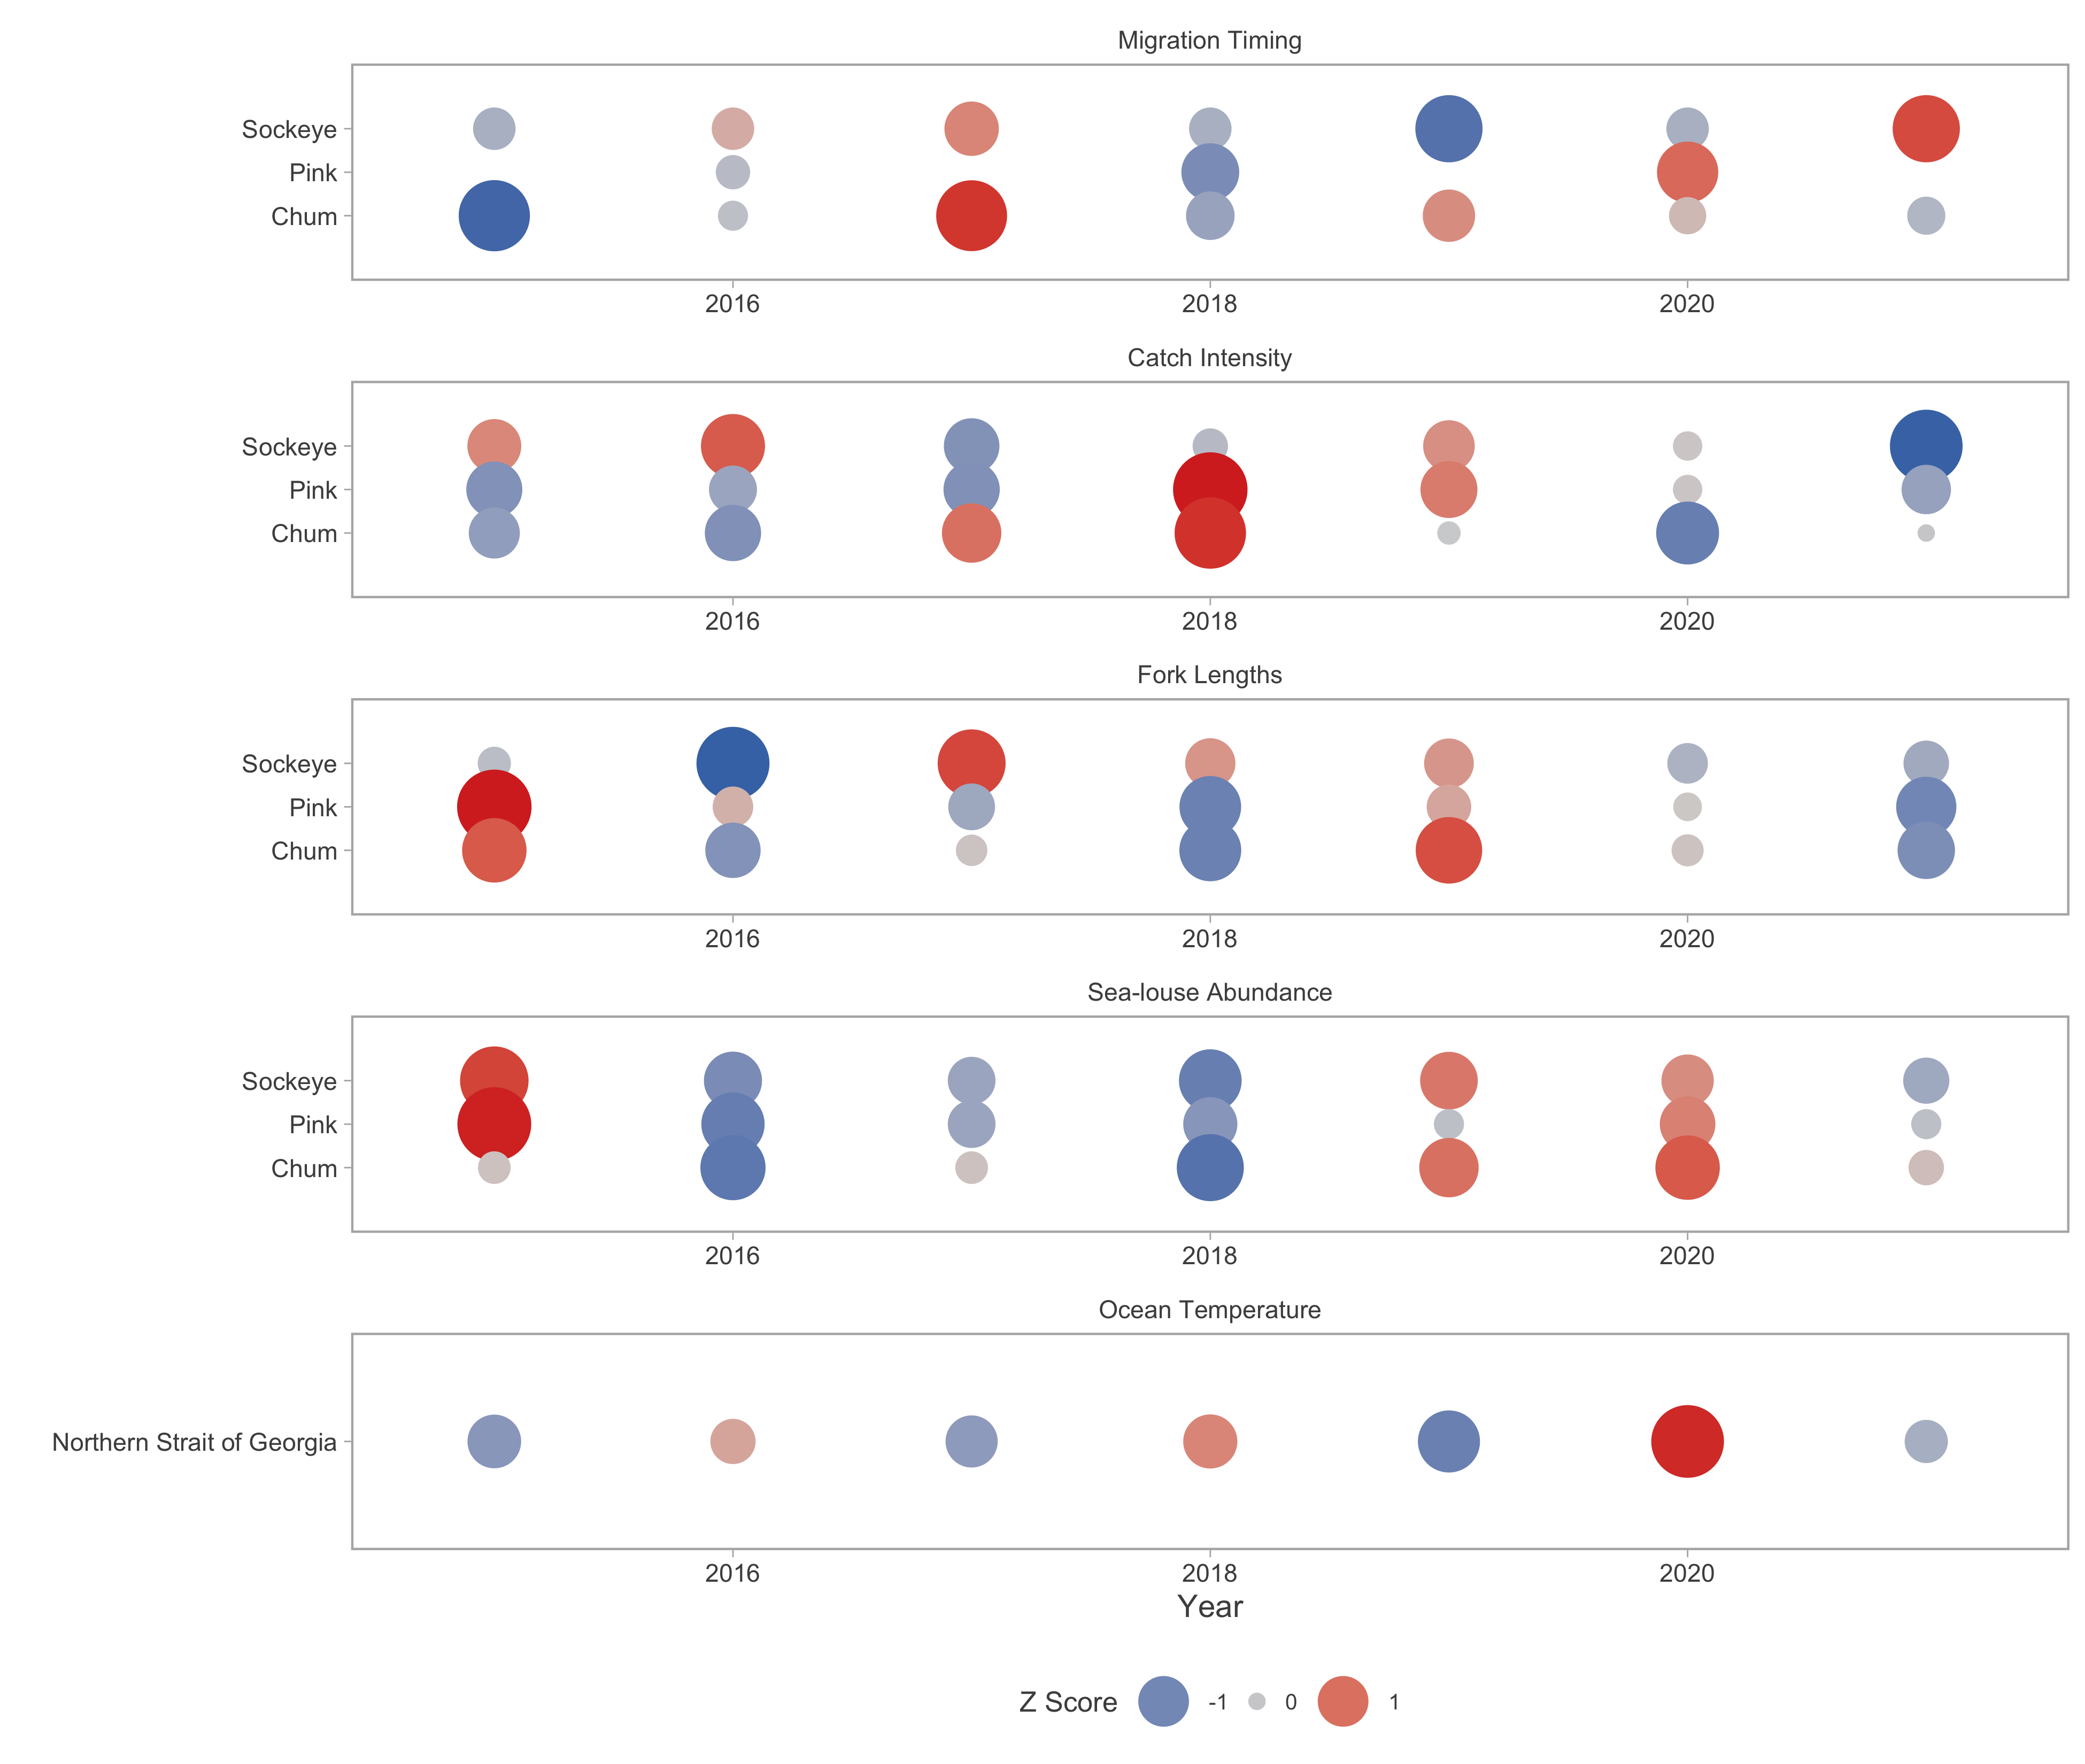 Migration Timing
Sockeye
Pink
Chum
2016 2018 2020
Catch Intensity
Sockeye
Pink
Chum
2016 2018 2020
Fork Lengths
Sockeye
Pink
Chum
2016 2018 2020
Sea-louse Abundance
Sockeye
Pink
Chum
2016 2018 2020
Ocean Temperature
Northern Strait of Georgia
2016 2018 2020
Year
Z Score -1 0 1